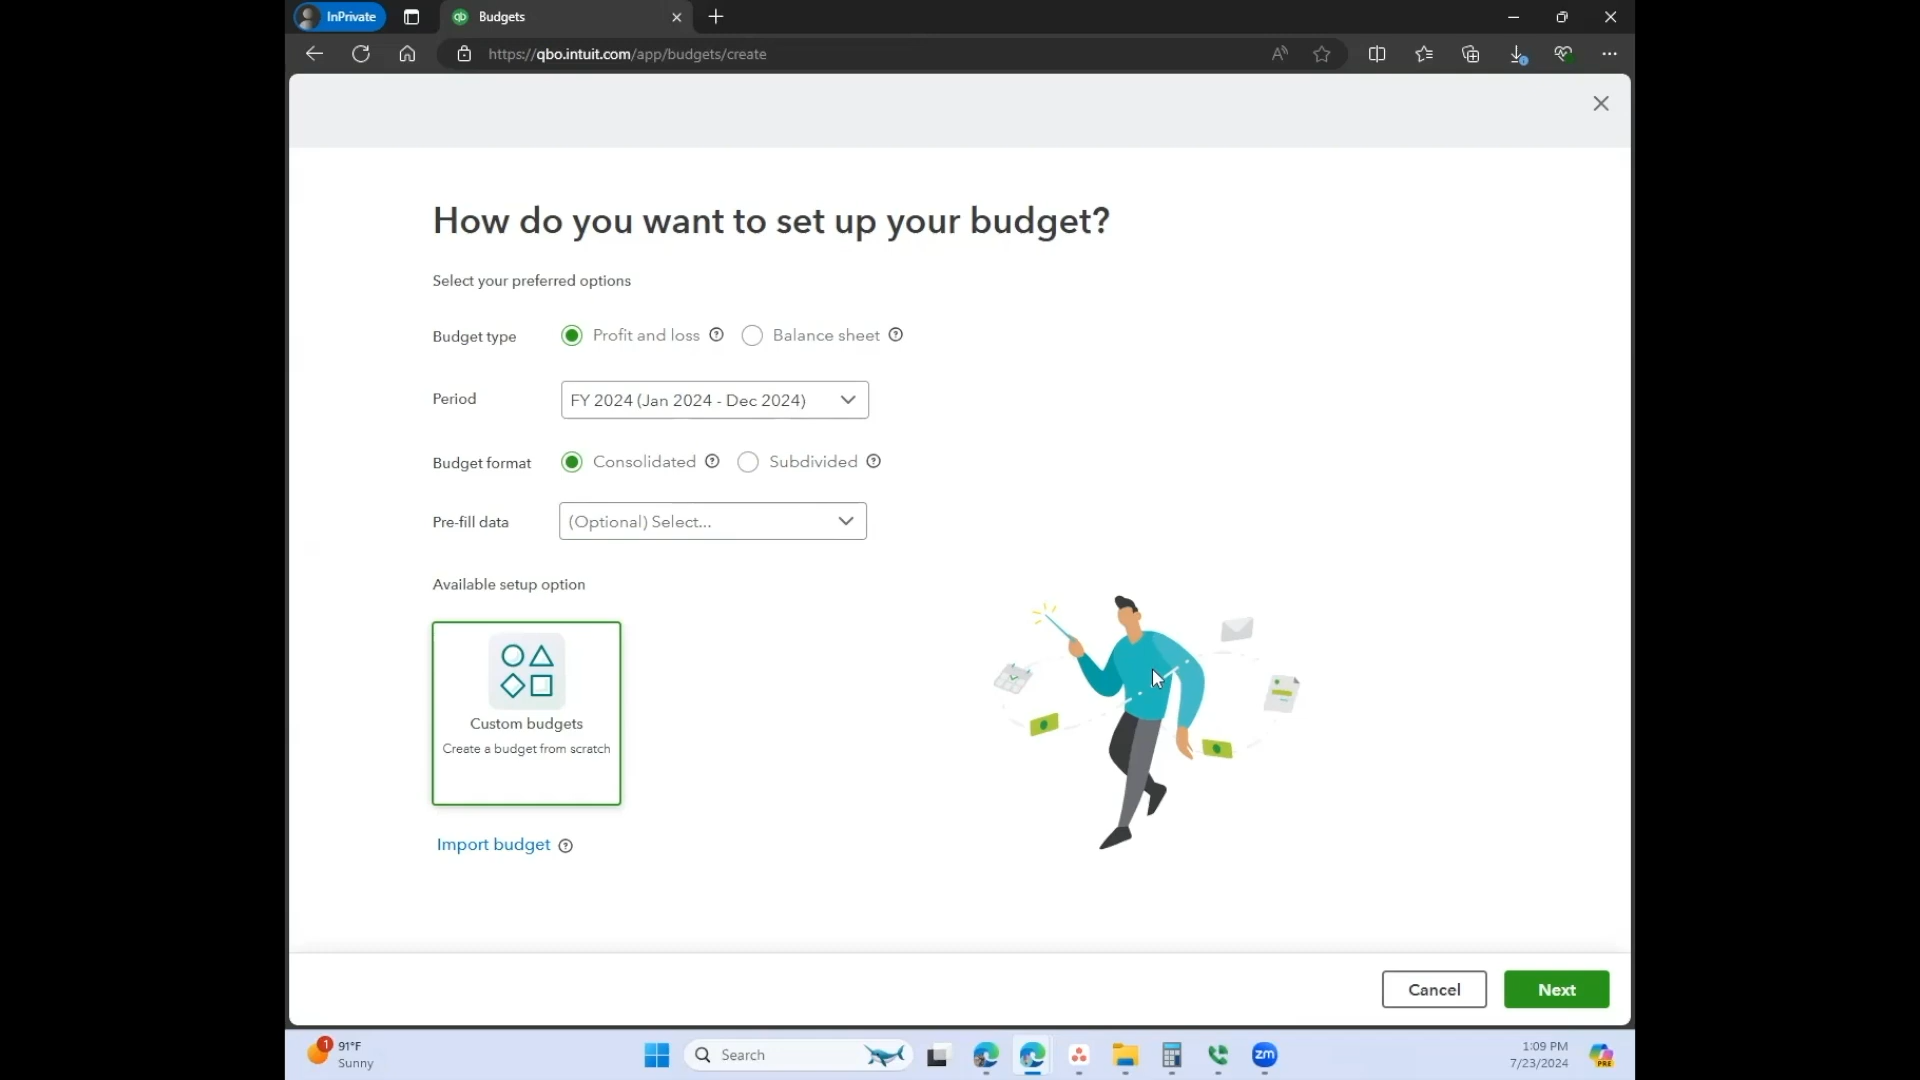 InPrivate
Budgets
https://qbo.intuit.com/app/budgets/create
How do you want to set up your budget?
Select your preferred options
Budget type Profit and loss Balance sheet
Period FY 2024 (Jan 2024 - Dec 2024)
Budget format Consolidated Subdivided
Pre-fill data (Optional) Select...
Available setup option
Custom budgets
Create a budget from scratch
Import budget
Cancel Next
1 91°F
Sunny
Search
zm
1:09 PM
7/23/2024
PRE